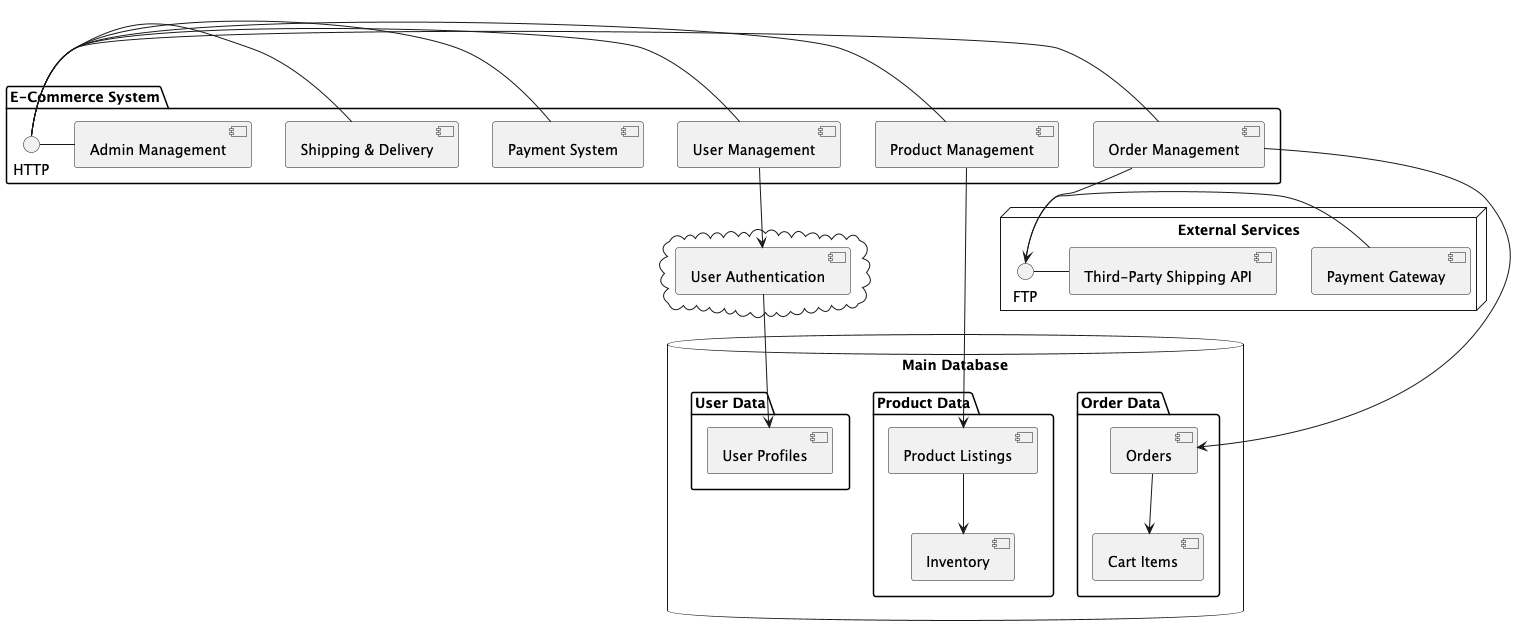 E-Commerce System
HTTP
Admin Management
Shipping & Delivery
Payment System
User Management
Product Management
Order Management
External Services
User Authentication
FTP
Third-Party Shipping API
Payment Gateway
Main Database
User Data
Product Data
Order Data
User Profiles
Product Listings
Orders
Inventory
Cart Items